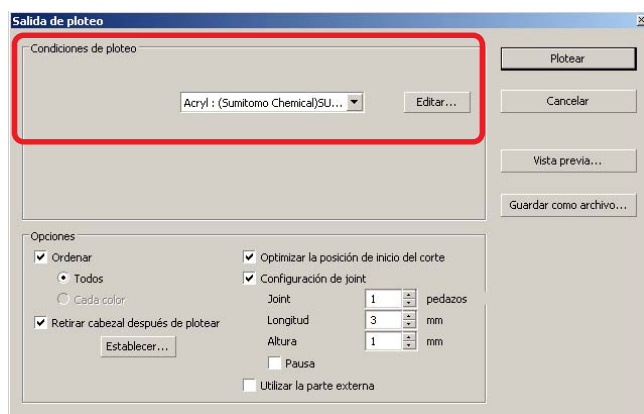 Salida de ploteo
Condiciones de ploteo
Acryl : (Sumitomo Chemical)SU...
Editar...
Plotear
Cancelar
Vista previa...
Guardar como archivo...
Opciones
Ordenar
Todos
Cada color
Retirar cabezal después de plotear
Establecer...
Optimizar la posición de inicio del corte
Configuración de joint
Joint 1 pedazos
Longitud 3 mm
Altura 1 mm
Pausa
Utilizar la parte externa